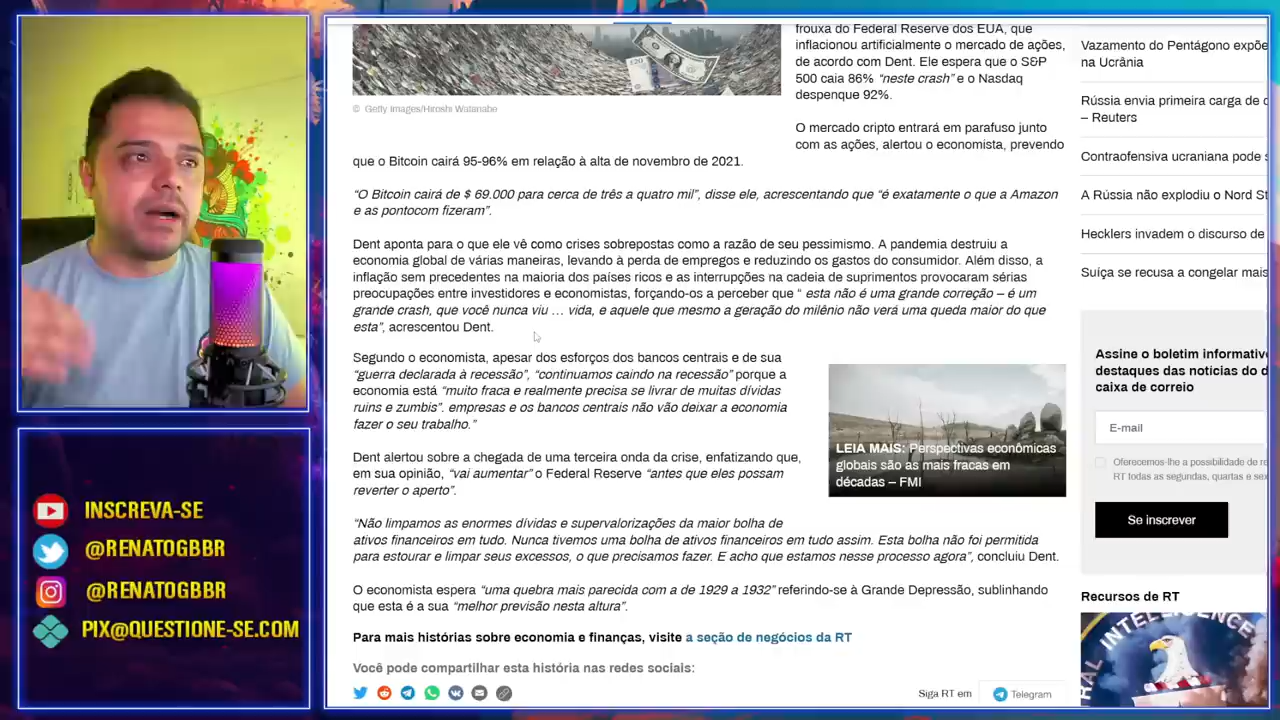 frouxa do Federal Reserve dos EUA, que
inflacionou artificialmente o mercado de ações,
de acordo com Dent. Ele espera que o S&P
500 caia 86% "neste crash" e o Nasdaq
despenque 92%.
© Getty Images/Hiroshi Watanabe
O mercado cripto entrará em parafuso junto
com as ações, alertou o economista, prevendo
que o Bitcoin cairá 95-96% em relação à alta de novembro de 2021.
"O Bitcoin cairá de $ 69.000 para cerca de três a quatro mil", disse ele, acrescentando que "é exatamente o que a Amazon
e as pontocom fizeram".
Dent aponta para o que ele vê como crises sobrepostas como a razão de seu pessimismo. A pandemia destruiu a
economia global de várias maneiras, levando à perda de empregos e reduzindo os gastos do consumidor. Além disso, a
inflação sem precedentes na maioria dos países ricos e as interrupções na cadeia de suprimentos provocaram sérias
preocupações entre investidores e economistas, forçando-os a perceber que " esta não é uma grande correção – é um
grande crash, que você nunca viu ... vida, e aquele que mesmo a geração do milênio não verá uma queda maior do que
esta", acrescentou Dent.
Segundo o economista, apesar dos esforços dos bancos centrais e de sua
"guerra declarada à recessão", "continuamos caindo na recessão" porque a
economia está "muito fraca e realmente precisa se livrar de muitas dívidas
ruins e zumbis". empresas e os bancos centrais não vão deixar a economia
fazer o seu trabalho."
LEIA MAIS: Perspectivas econômicas
globais são as mais fracas em
décadas – FMI
Dent alertou sobre a chegada de uma terceira onda da crise, enfatizando que,
em sua opinião, "vai aumentar" o Federal Reserve "antes que eles possam
reverter o aperto".
"Não limpamos as enormes dívidas e supervalorizações da maior bolha de
ativos financeiros em tudo. Nunca tivemos uma bolha de ativos financeiros em tudo assim. Esta bolha não foi permitida
para estourar e limpar seus excessos, o que precisamos fazer. E acho que estamos nesse processo agora", concluiu Dent.
O economista espera "uma quebra mais parecida com a de 1929 a 1932" referindo-se à Grande Depressão, sublinhando
que esta é a sua "melhor previsão nesta altura".
Para mais histórias sobre economia e finanças, visite a seção de negócios da RT
Você pode compartilhar esta história nas redes sociais:
Siga RT em
Telegram
Vazamento do Pentágono expõe
na Ucrânia
Rússia envia primeira carga de
– Reuters
Contraofensiva ucraniana pode
A Rússia não explodiu o Nord
Hecklers invadem o discurso de
Suíça se recusa a congelar mais
Assine o boletim informativo
destaques das notícias do
caixa de correio
E-mail
Oferecemos-lhe a possibilidade de
RT todas as segundas, quartas e
Se inscrever
Recursos de RT
INTELLIGENCE
INSCREVA-SE
@RENATOGBBR
@RENATOGBBR
PIX@QUESTIONE-SE.COM